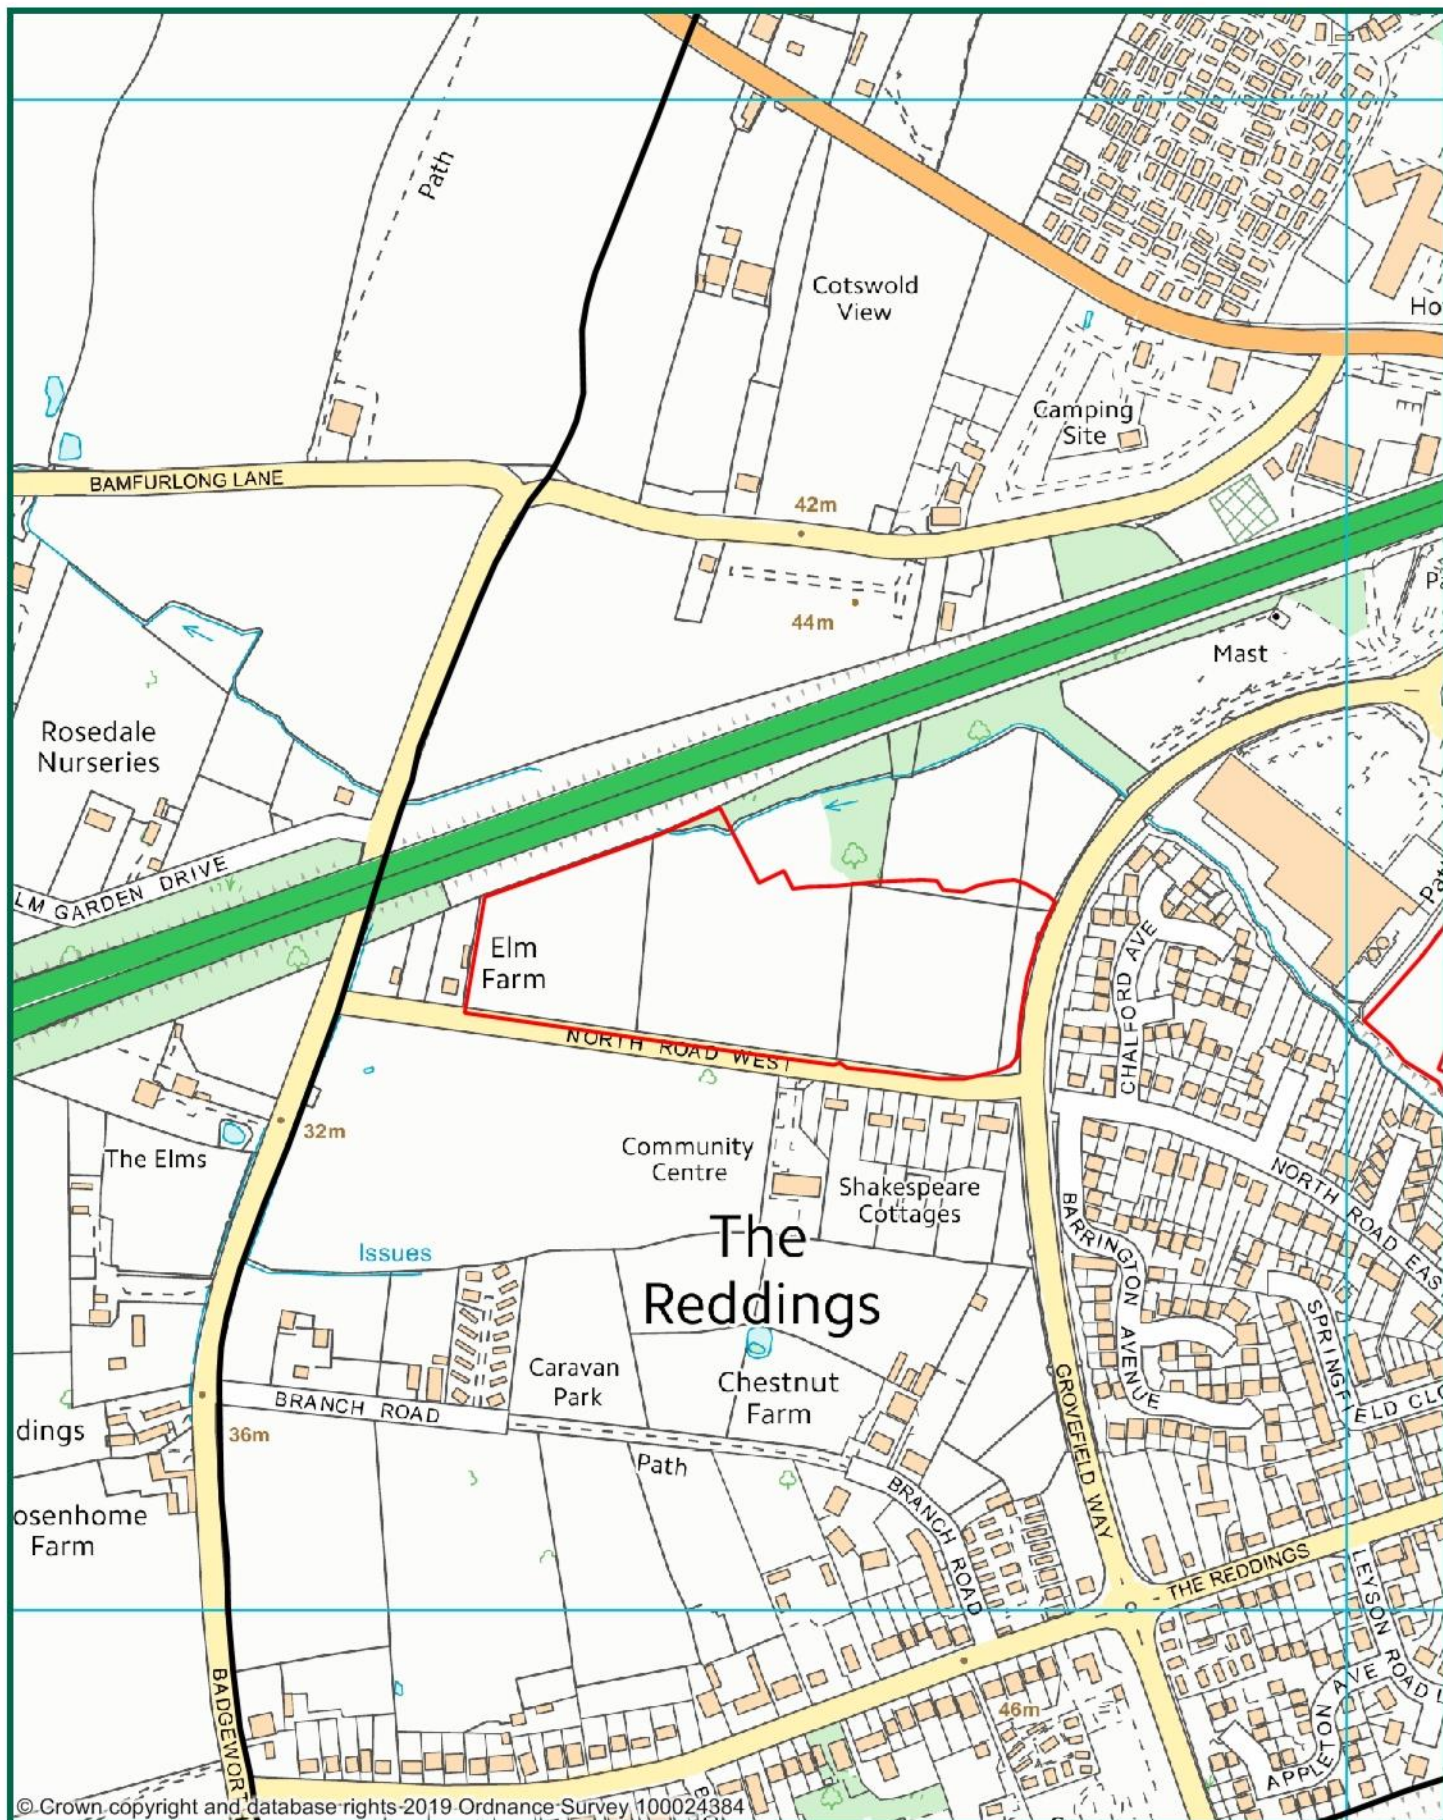 Path
Cotswold
View
Ho
Camping
Site
BAMFURLONG LANE
42m
44m
Mast
Rosedale
Nurseries
LM GARDEN DRIVE
Elm
Farm
Pat
CHALFORD AVE
NORTH ROAD WEST
32m
The Elms
Community
Centre
Shakespeare
Cottages
NORTH ROAD EAS
BARRINGTON AVENUE
The
Reddings
Issues
SPRINGFIELD CLO
Caravan
Park
Chestnut
Farm
BRANCH ROAD
dings
36m
Path
GROVEFIELD WAY
osenhome
Farm
BRANCH ROAD
THE REDDINGS
LEYSON ROAD
BADGEWORT
46m
APPLETON AVE
© Crown copyright and database rights 2019 Ordnance Survey 100024384